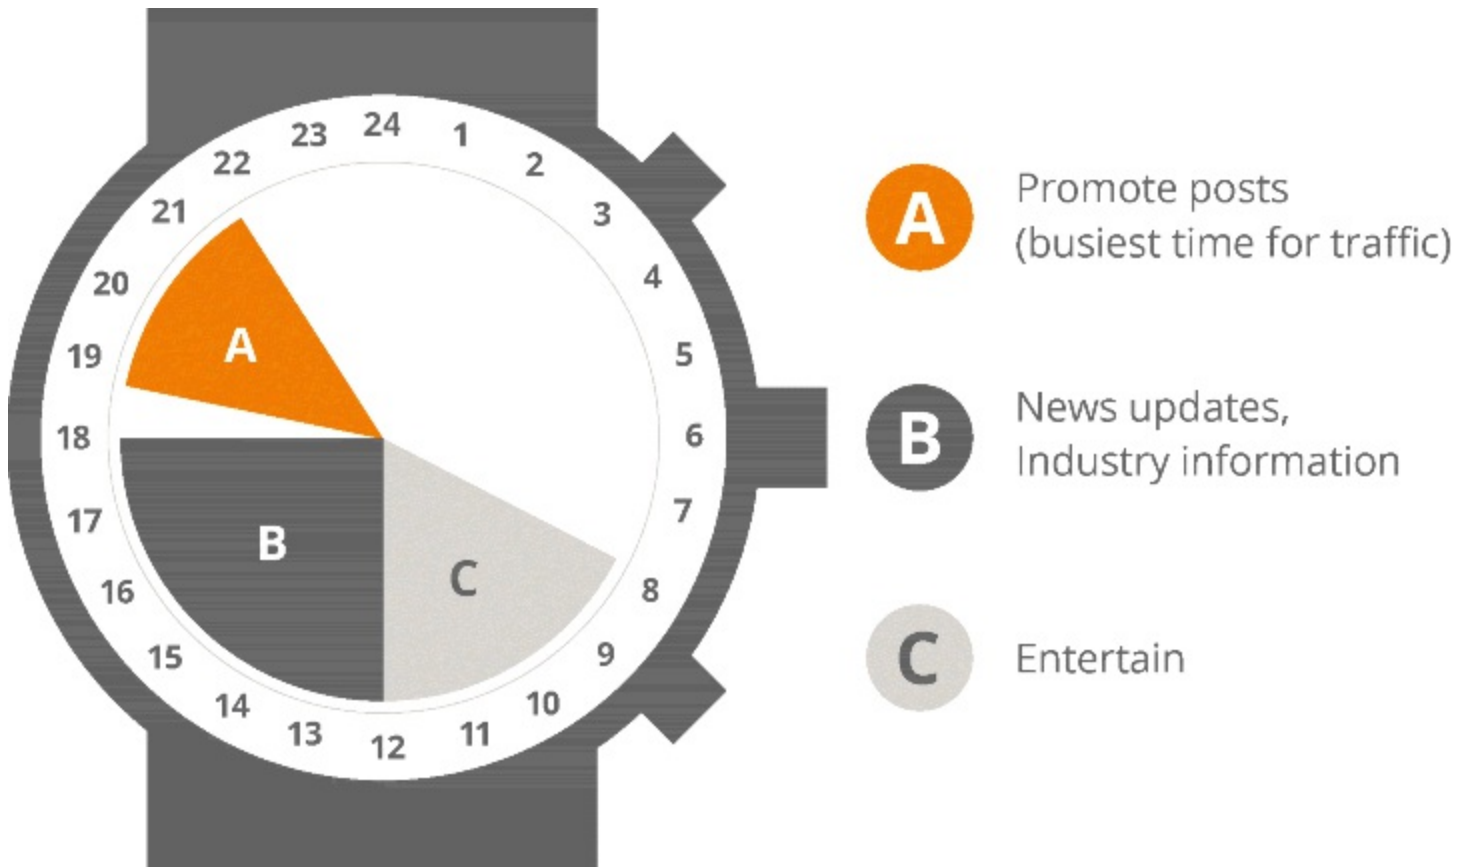 24
1
2
3
4
5
6
7
8
9
10
11
12
13
14
15
16
17
18
19
20
21
22
23
A
B
C
A
Promote posts
(busiest time for traffic)
B
News updates,
Industry information
C
Entertain